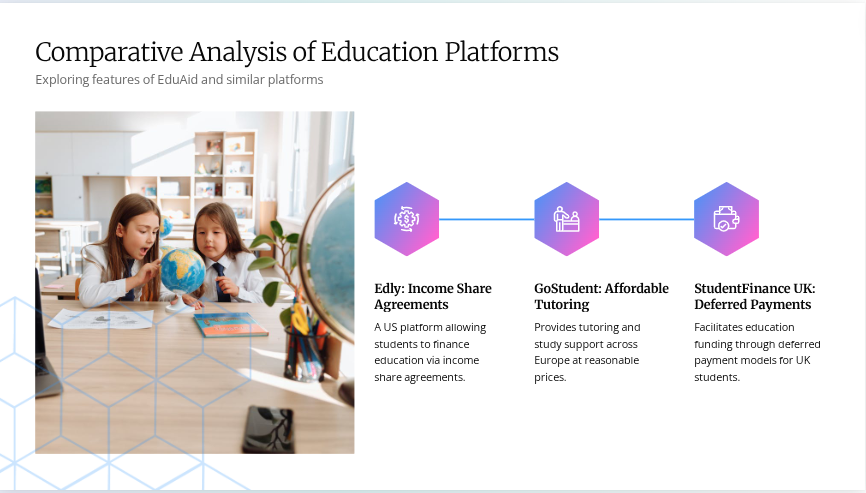 Comparative Analysis of Education Platforms
Exploring features of EduAid and similar platforms
Edly: Income Share
Agreements
A US platform allowing
students to finance
education via income
share agreements.
GoStudent: Affordable
Tutoring
Provides tutoring and
study support across
Europe at reasonable
prices.
StudentFinance UK:
Deferred Payments
Facilitates education
funding through deferred
payment models for UK
students.